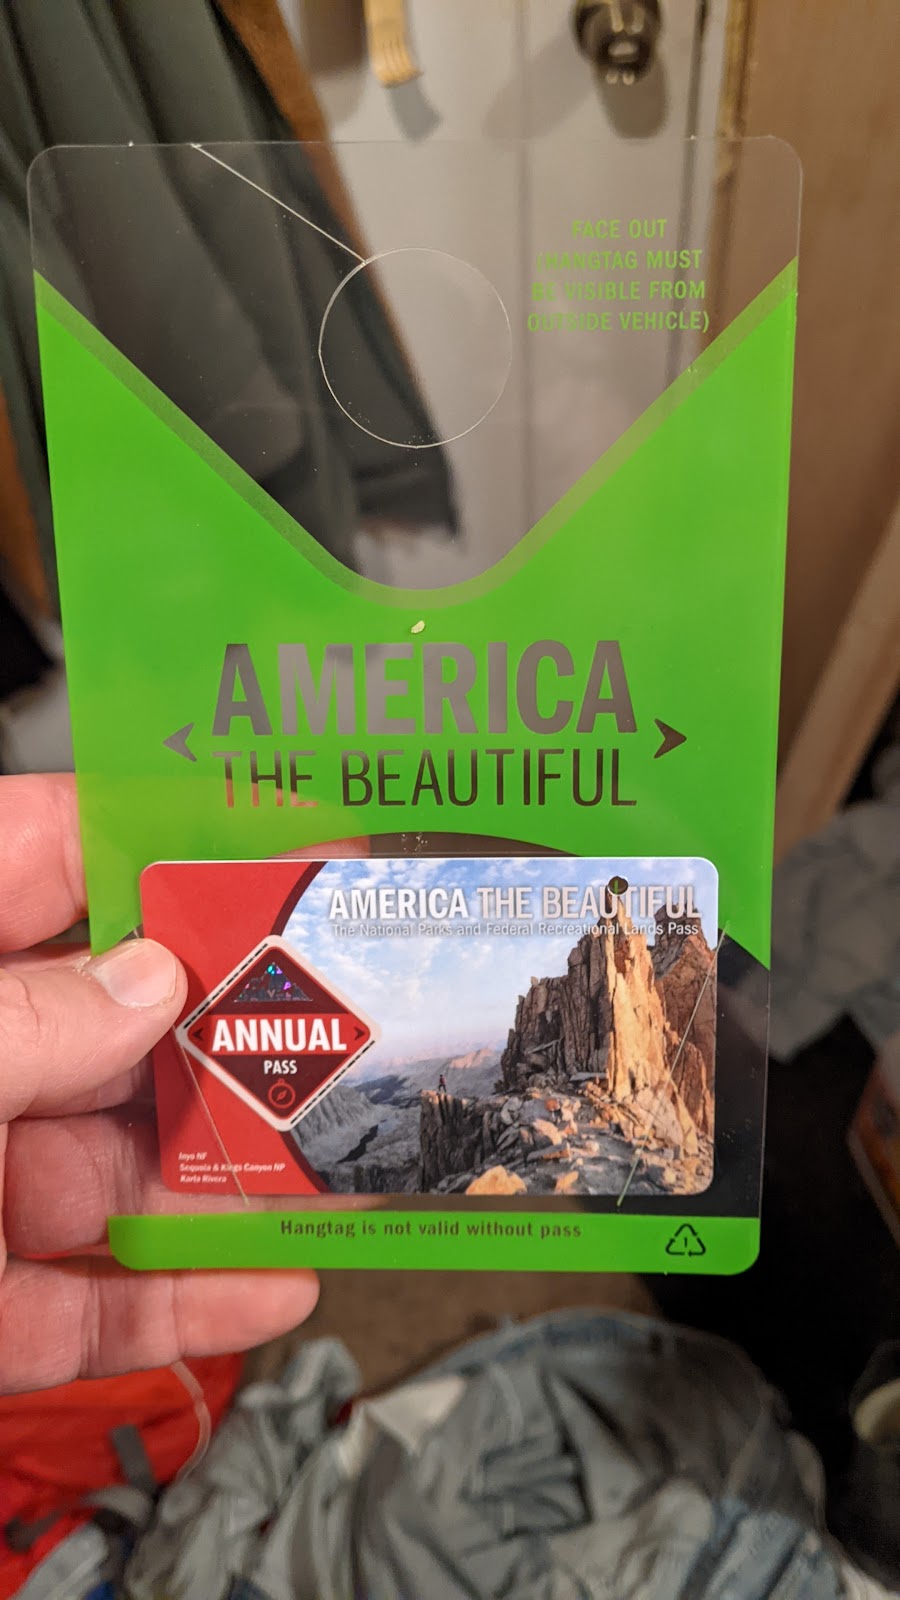 FACE OUT
(HANGTAG MUST
BE VISIBLE FROM
OUTSIDE VEHICLE)
AMERICA
THE BEAUTIFUL
AMERICA THE BEAUTIFUL
The National Parks and Federal Recreational Lands Pass
ANNUAL
PASS
Inyo NF
Sequoia & Kings Canyon NP
Karla Rivera
Hangtag is not valid without pass
1